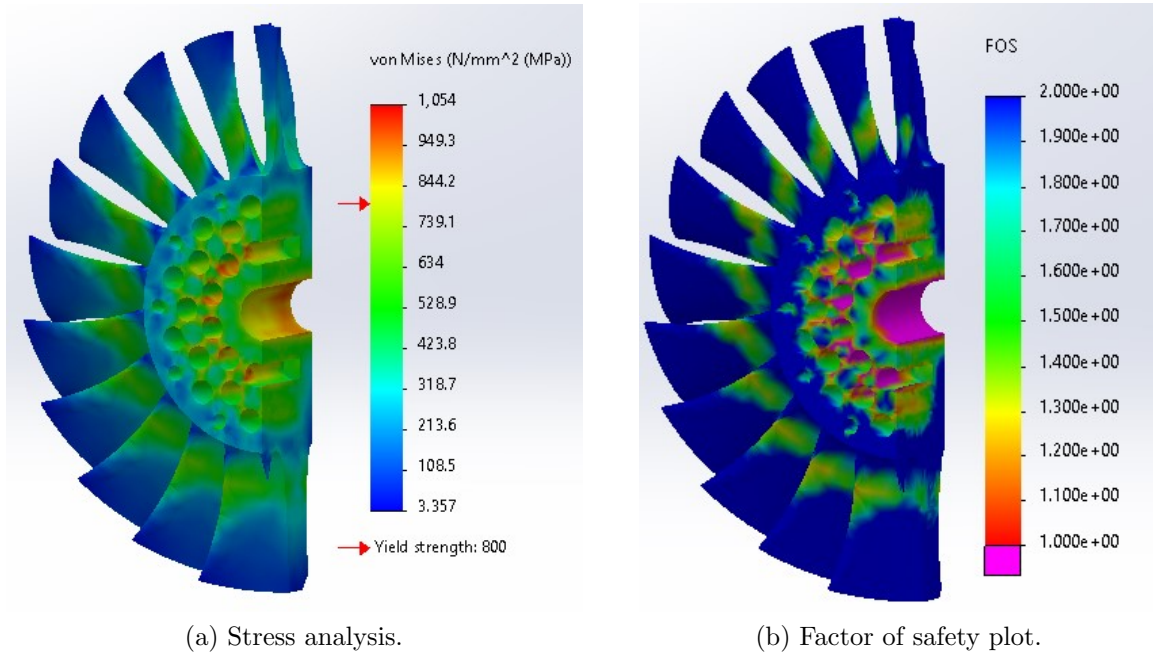 von Mises (N/mm^2 (MPa))
1,054
949.3
844.2
739.1
634
528.9
423.8
318.7
213.6
108.5
3.357
Yield strength: 800
(a) Stress analysis.
FOS
2.000e+00
1.900e+00
1.800e+00
1.700e+00
1.600e+00
1.500e+00
1.400e+00
1.300e+00
1.200e+00
1.100e+00
1.000e+00
(b) Factor of safety plot.